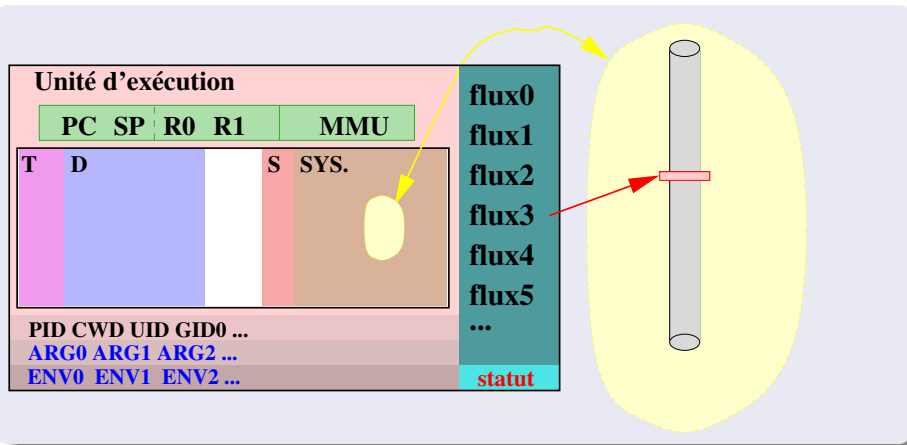 Unité d'exécution
PC SP R0 R1 MMU
T D S SYS.
PID CWD UID GID0 ...
ARG0 ARG1 ARG2 ...
ENV0 ENV1 ENV2 ...
flux0
flux1
flux2
flux3
flux4
flux5
...
statut